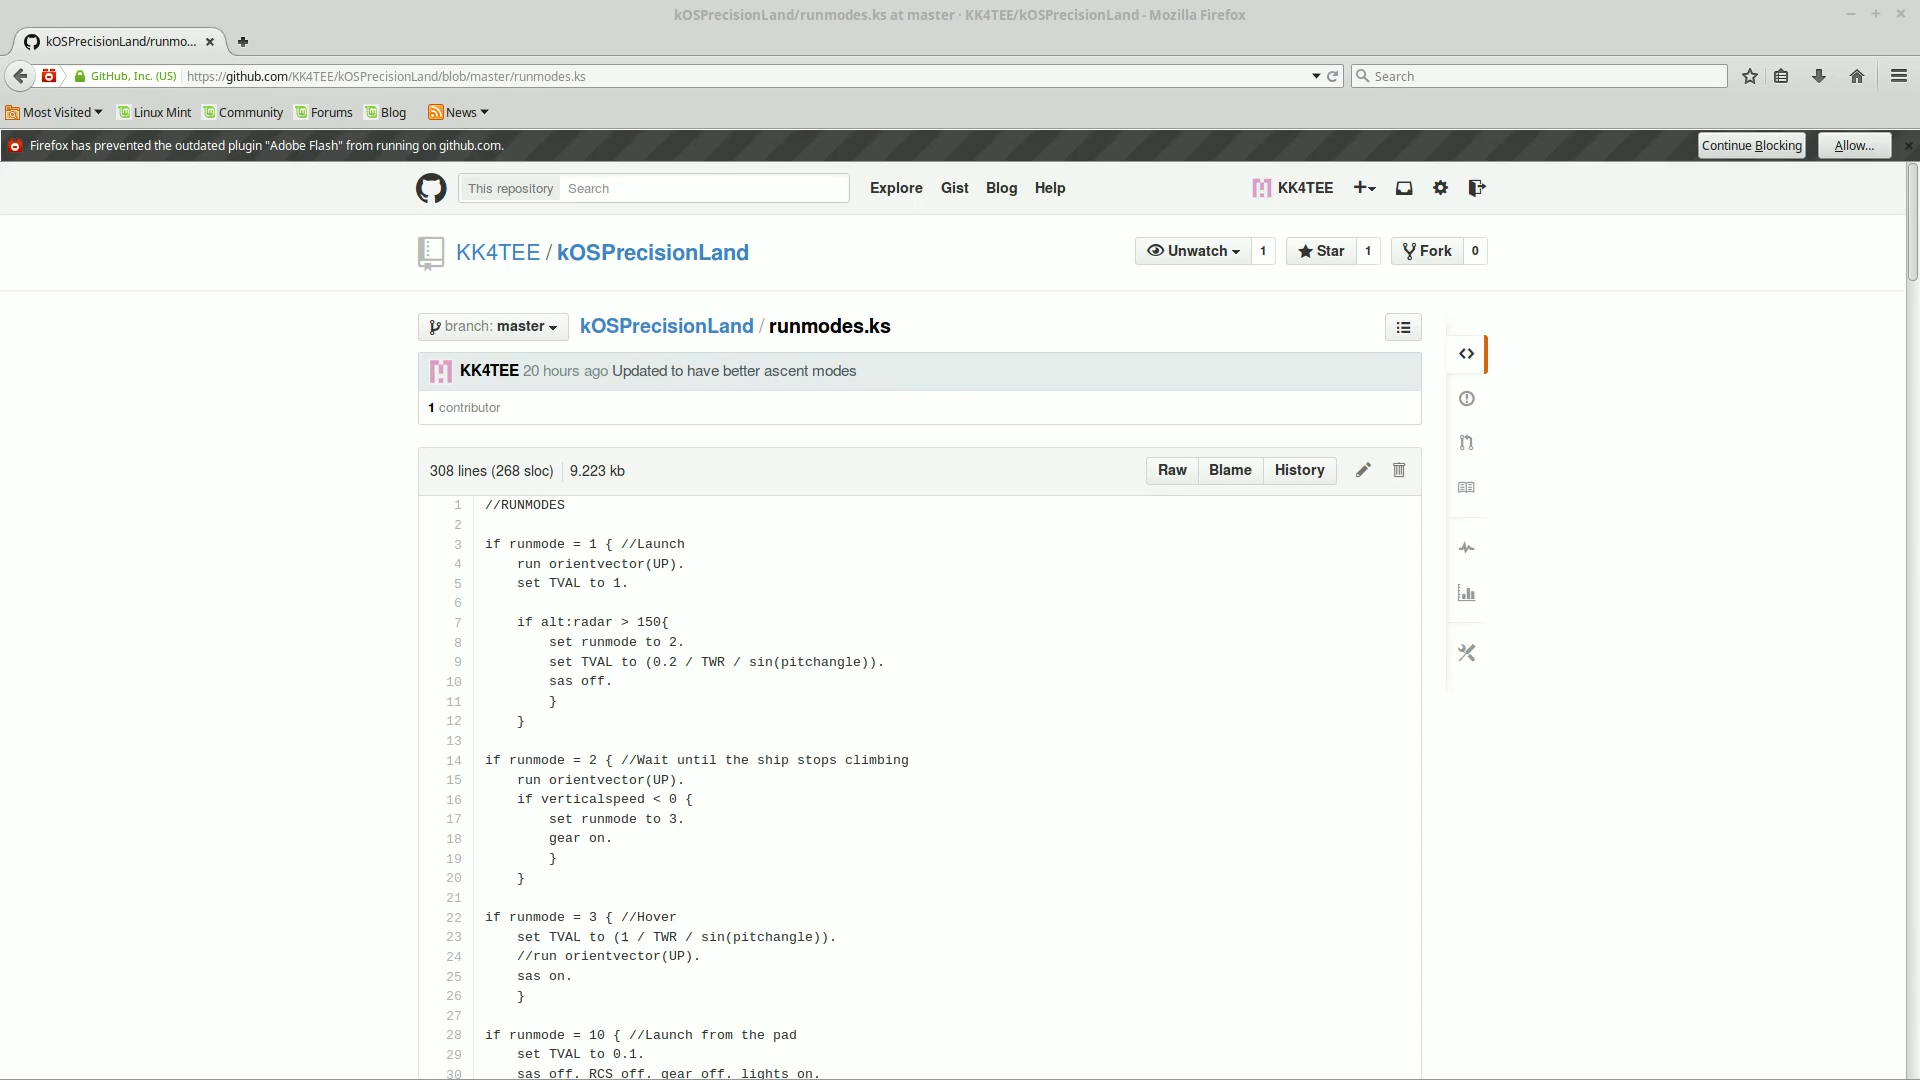 kOSPrecisionLand/runmodes.ks at master · KK4TEE/kOSPrecisionLand - Mozilla Firefox
kOSPrecisionLand/runmo...
GitHub, Inc. (US) https://github.com/KK4TEE/kOSPrecisionLand/blob/master/runmodes.ks Search
Most Visited Linux Mint Community Forums Blog News
Firefox has prevented the outdated plugin "Adobe Flash" from running on github.com. Continue Blocking Allow...
This repository Search Explore Gist Blog Help KK4TEE
KK4TEE / kOSPrecisionLand Unwatch 1 Star 1 Fork 0
branch: master kOSPrecisionLand / runmodes.ks
KK4TEE 20 hours ago Updated to have better ascent modes
1 contributor
308 lines (268 sloc) 9.223 kb Raw Blame History
1 //RUNMODES
2
3 if runmode = 1 { //Launch
4 run orientvector(UP).
5 set TVAL to 1.
6
7 if alt:radar > 150{
8 set runmode to 2.
9 set TVAL to (0.2 / TWR / sin(pitchangle)).
10 sas off.
11 }
12 }
13
14 if runmode = 2 { //Wait until the ship stops climbing
15 run orientvector(UP).
16 if verticalspeed < 0 {
17 set runmode to 3.
18 gear on.
19 }
20 }
21
22 if runmode = 3 { //Hover
23 set TVAL to (1 / TWR / sin(pitchangle)).
24 //run orientvector(UP).
25 sas on.
26 }
27
28 if runmode = 10 { //Launch from the pad
29 set TVAL to 0.1.
30 sas off. RCS off. gear off. lights on.